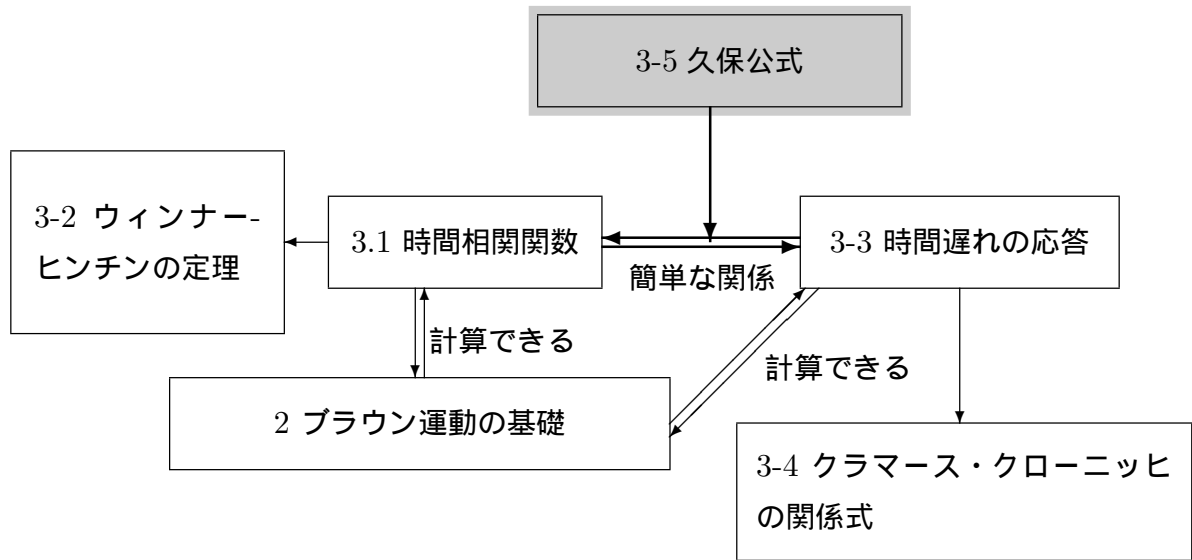 3-5 久保公式
3-2 ウィンナー-
ヒンチンの定理
3.1 時間相関関数
3-3 時間遅れの応答
簡単な関係
計算できる
計算できる
2 ブラウン運動の基礎
3-4 クラマース・クローニッヒ
の関係式